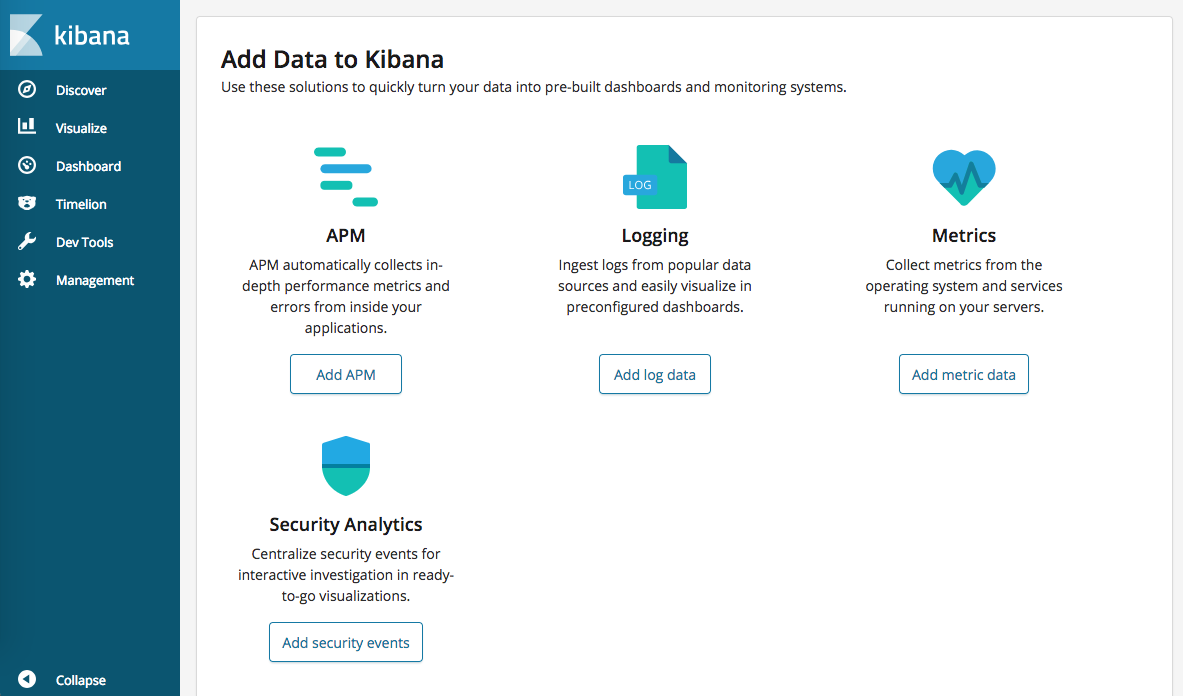 kibana
Discover
Visualize
Dashboard
Timelion
Dev Tools
Management
Collapse
Add Data to Kibana
Use these solutions to quickly turn your data into pre-built dashboards and monitoring systems.
APM
APM automatically collects in-
depth performance metrics and
errors from inside your
applications.
Add APM
LOG
Logging
Ingest logs from popular data
sources and easily visualize in
preconfigured dashboards.
Add log data
Metrics
Collect metrics from the
operating system and services
running on your servers.
Add metric data
Security Analytics
Centralize security events for
interactive investigation in ready-
to-go visualizations.
Add security events